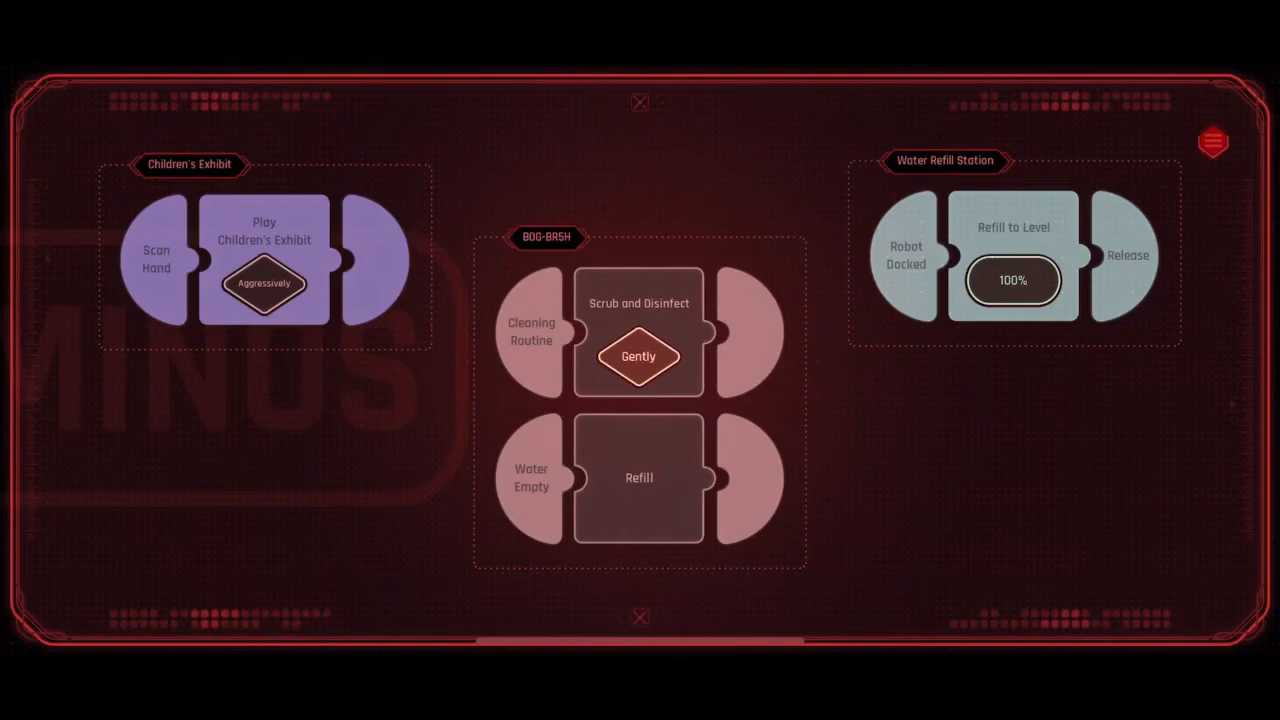 Children's Exhibit
Scan
Hand
Play
Children's Exhibit
Aggressively
BOG-BR5H
Cleaning
Routine
Scrub and Disinfect
Gently
Water
Empty
Refill
Water Refill Station
Robot
Docked
Refill to Level
100%
Release
MINUS